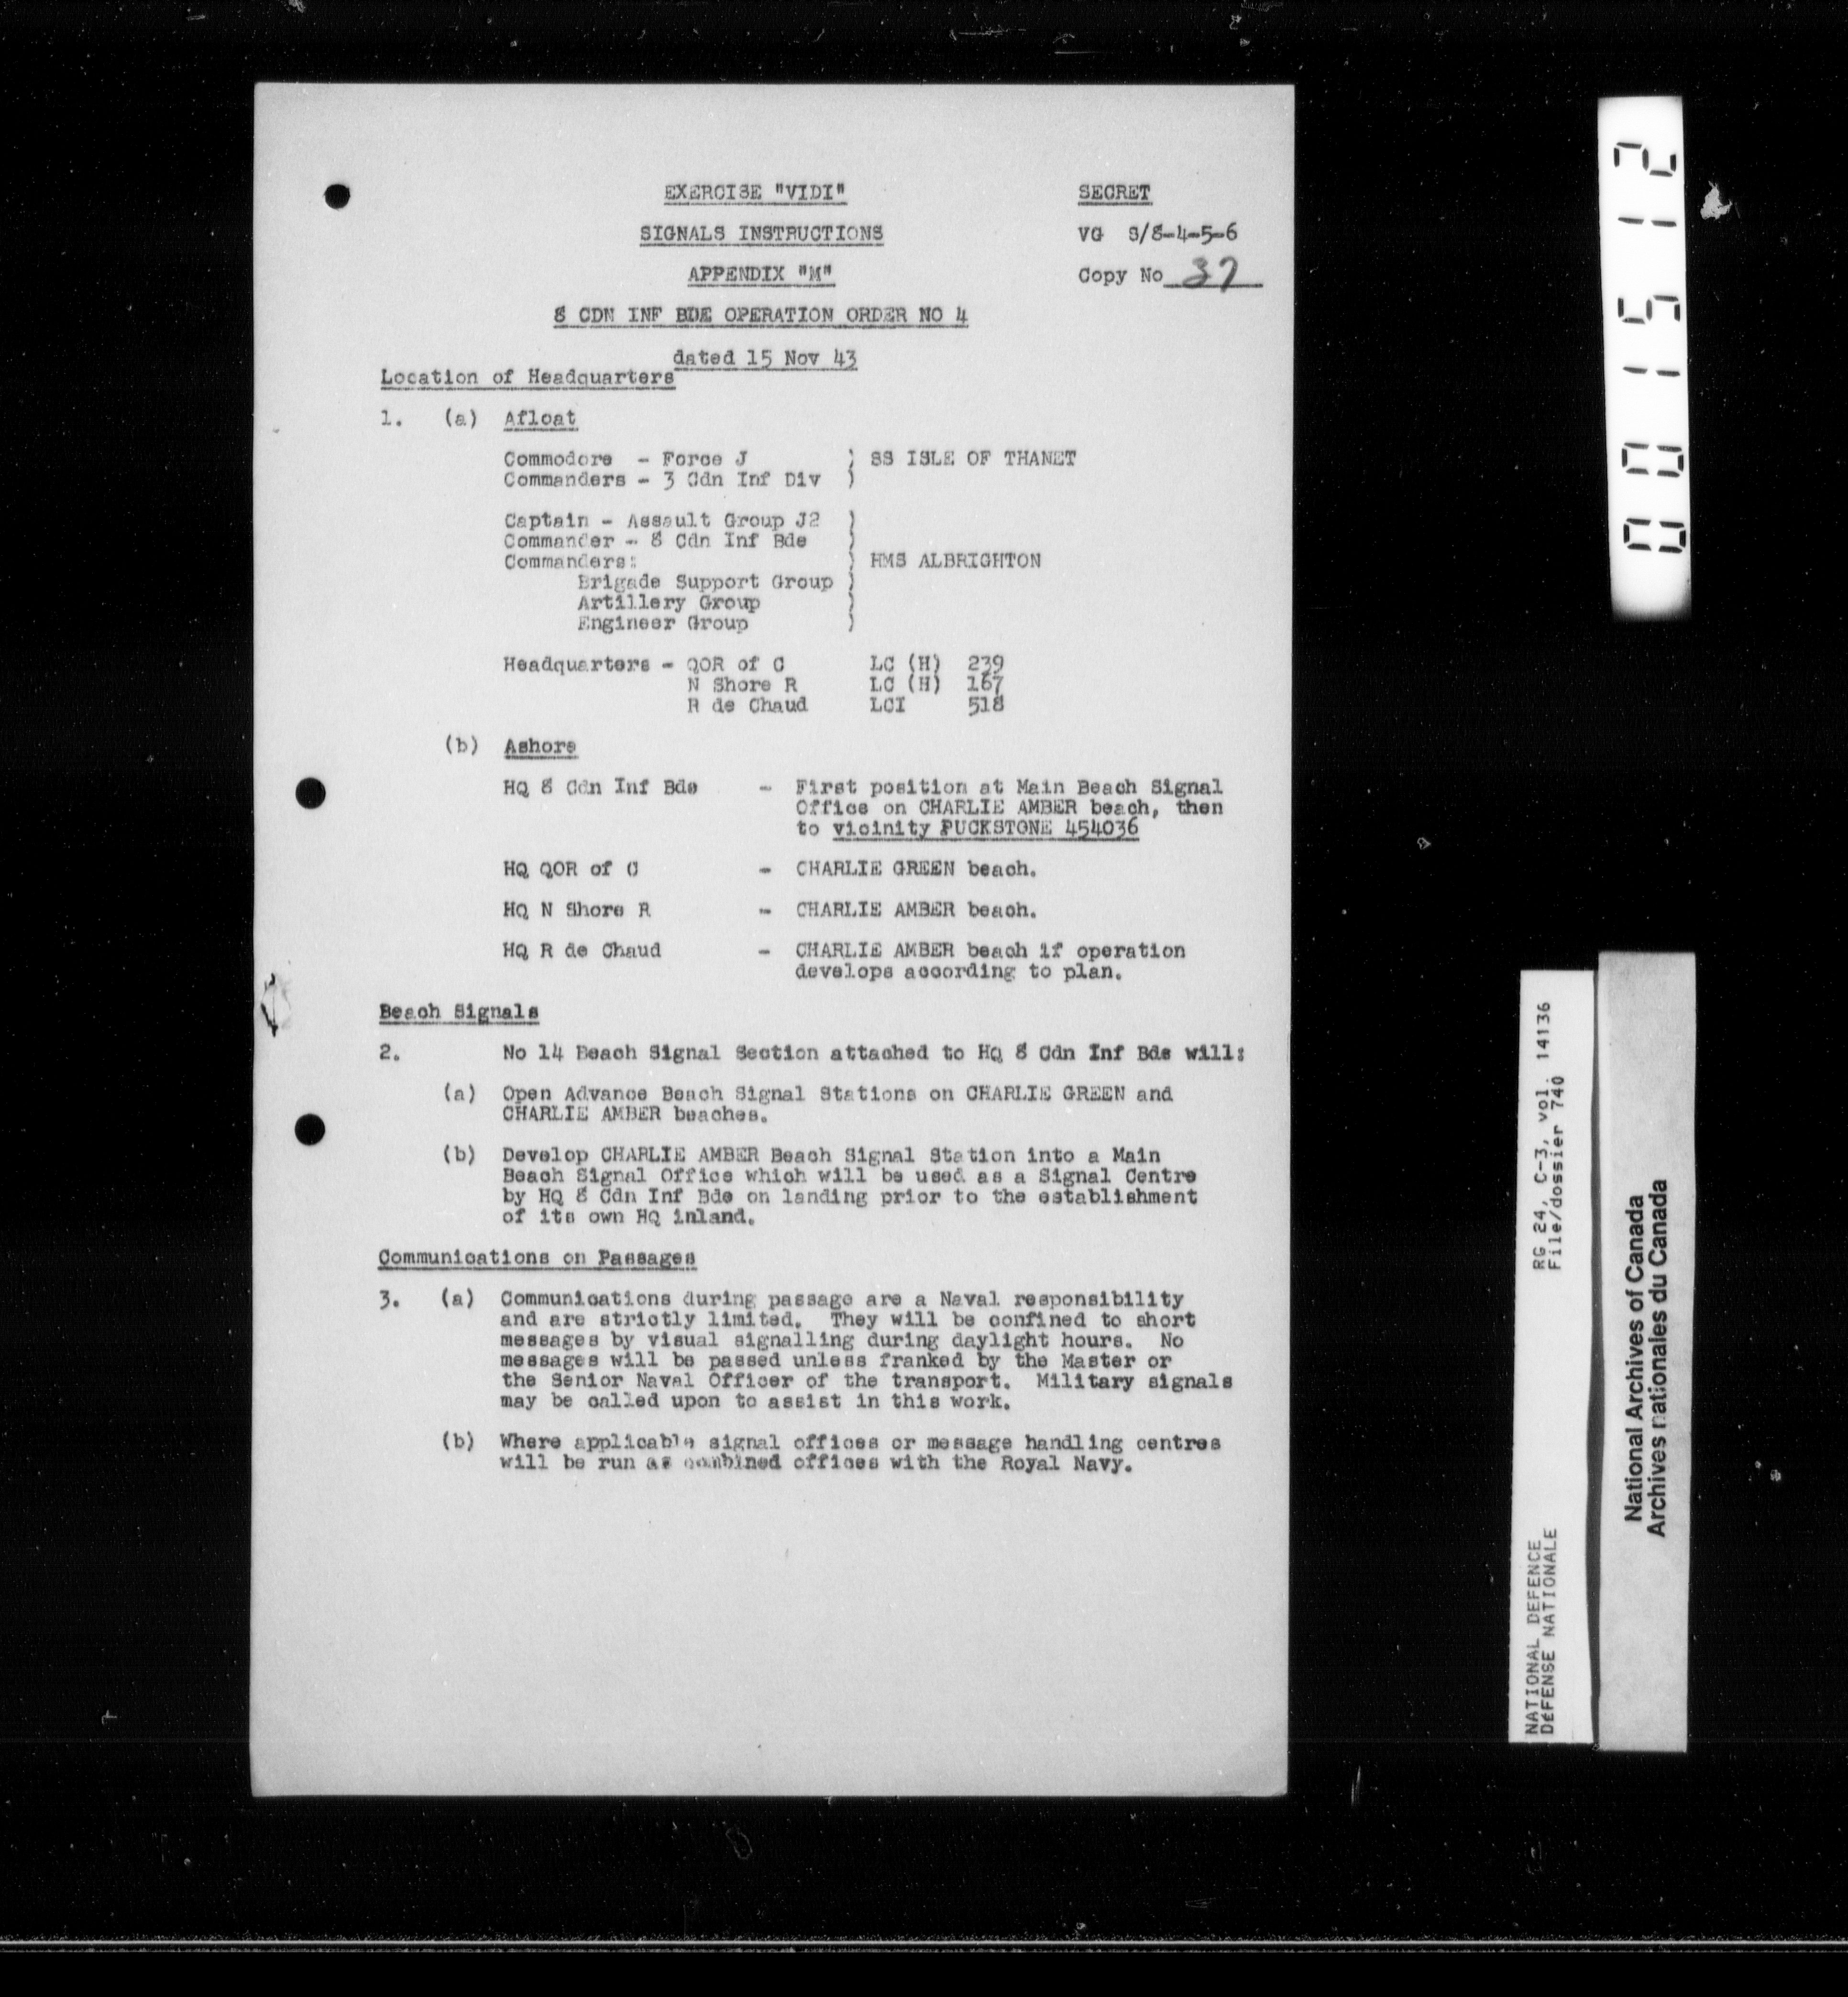 EXERCISE "VIDI"
SECRET
SIGNALS INSTRUCTIONS
VG S/8-4-5-6
APPENDIX "M"
Copy No 37
8 CDN INF BDE OPERATION ORDER NO 4
dated 15 Nov 43
Location of Headquarters
1. (a) Afloat
Commodore - Force J ) SS ISLE OF THANET
Commanders - 3 Cdn Inf Div )
Captain - Assault Group J2 )
Commander - 8 Cdn Inf Bde )
Commanders: ) HMS ALBRIGHTON
Brigade Support Group )
Artillery Group )
Engineer Group )
Headquarters - QOR of C LC (H) 239
N Shore R LC (H) 167
R de Chaud LCI 518
(b) Ashore
HQ 8 Cdn Inf Bde - First position at Main Beach Signal
Office on CHARLIE AMBER beach, then
to vicinity PUCKSTONE 454036
HQ QOR of C - CHARLIE GREEN beach.
HQ N Shore R - CHARLIE AMBER beach.
HQ R de Chaud - CHARLIE AMBER beach if operation
develops according to plan.
Beach Signals
2. No 14 Beach Signal Section attached to HQ 8 Cdn Inf Bde will:
(a) Open Advance Beach Signal Stations on CHARLIE GREEN and
CHARLIE AMBER beaches.
(b) Develop CHARLIE AMBER Beach Signal Station into a Main
Beach Signal Office which will be used as a Signal Centre
by HQ 8 Cdn Inf Bde on landing prior to the establishment
of its own HQ inland.
Communications on Passages
3. (a) Communications during passage are a Naval responsibility
and are strictly limited. They will be confined to short
messages by visual signalling during daylight hours. No
messages will be passed unless franked by the Master or
the Senior Naval Officer of the transport. Military signals
may be called upon to assist in this work.
(b) Where applicable signal offices or message handling centres
will be run as combined offices with the Royal Navy.
001512
RG 24, C-3, vol. 14136
File/dossier 740
NATIONAL DEFENCE
DÉFENSE NATIONALE
National Archives of Canada
Archives nationales du Canada